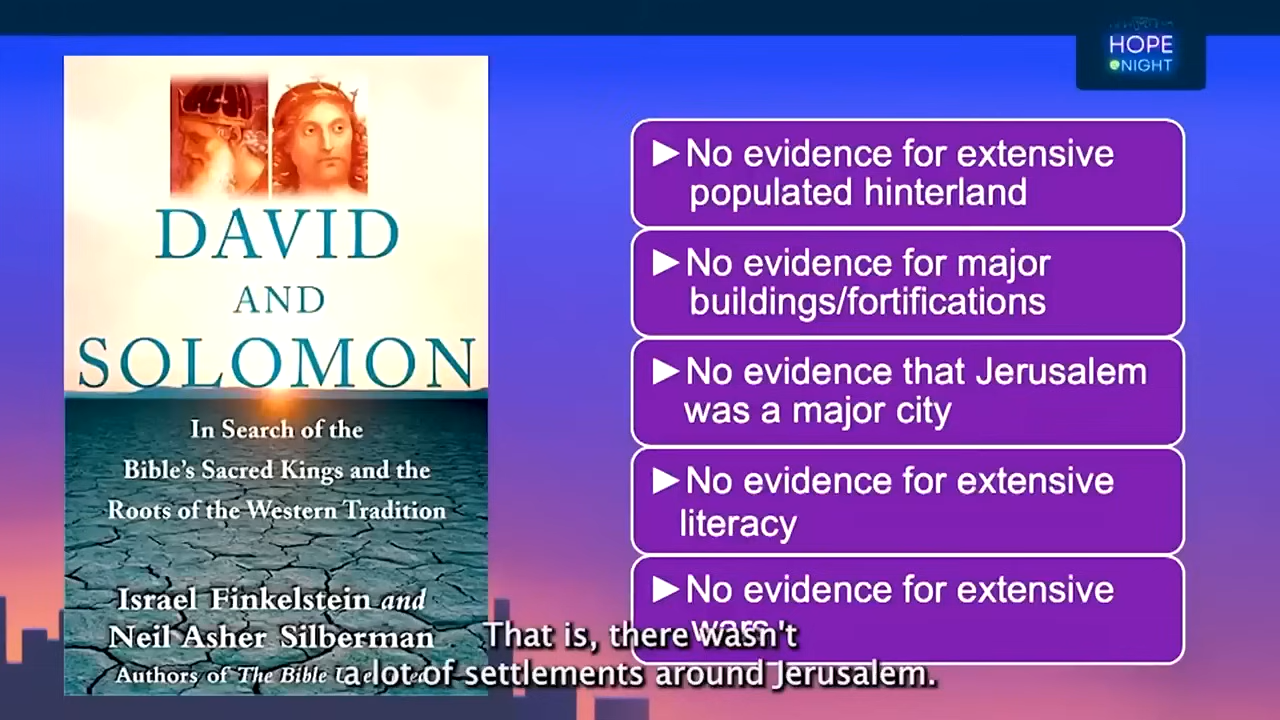 HOPE
@NIGHT
DAVID
AND
SOLOMON
In Search of the
Bible's Sacred Kings and the
Roots of the Western Tradition
Israel Finkelstein and
Neil Asher Silberman
Authors of The Bible
▶No evidence for extensive
populated hinterland
▶No evidence for major
buildings/fortifications
▶No evidence that Jerusalem
was a major city
▶No evidence for extensive
literacy
▶No evidence for extensive
wars
That is, there wasn't
a lot of settlements around Jerusalem.